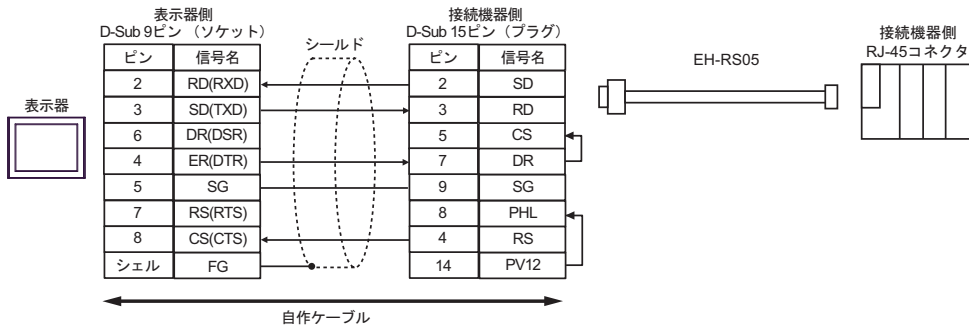 表示器側
D-Sub 9ピン （ソケット）
接続機器側
D-Sub 15ピン（プラグ）
接続機器側
RJ-45コネクタ
シールド
EH-RS05
表示器
ピン 信号名
2 RD(RXD)
3 SD(TXD)
6 DR(DSR)
4 ER(DTR)
5 SG
7 RS(RTS)
8 CS(CTS)
シェル FG
ピン 信号名
2 SD
3 RD
5 CS
7 DR
9 SG
8 PHL
4 RS
14 PV12
自作ケーブル